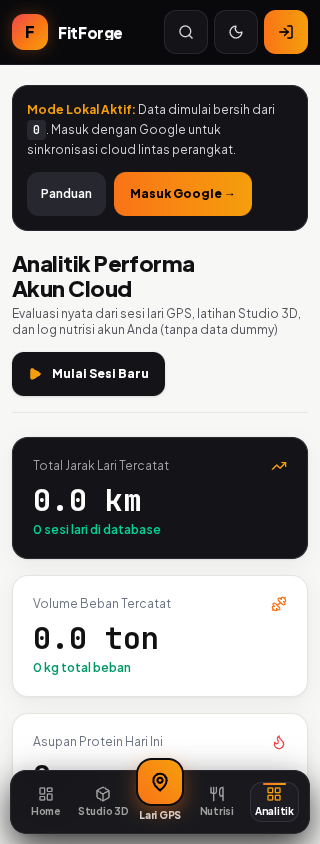 F FitForge
Mode Lokal Aktif: Data dimulai bersih dari
0. Masuk dengan Google untuk
sinkronisasi cloud lintas perangkat.
Panduan Masuk Google →
Analitik Performa
Akun Cloud
Evaluasi nyata dari sesi lari GPS, latihan Studio 3D,
dan log nutrisi akun Anda (tanpa data dummy)
Mulai Sesi Baru
Total Jarak Lari Tercatat
0.0 km
0 sesi lari di database
Volume Beban Tercatat
0.0 ton
0 kg total beban
Asupan Protein Hari Ini
Home Studio 3D Lari GPS Nutrisi Analitik